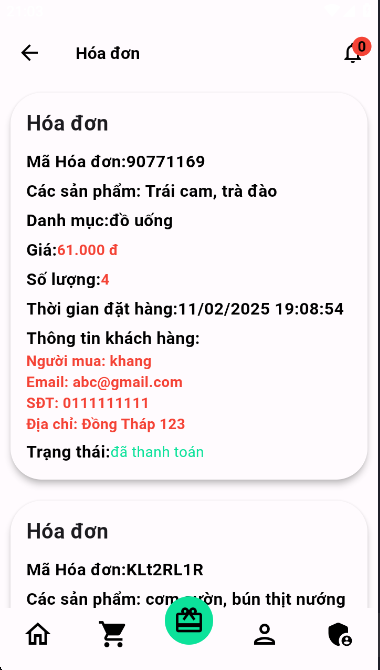 Hóa đơn
0
Hóa đơn
Mã Hóa đơn:90771169
Các sản phẩm: Trái cam, trà đào
Danh mục:đồ uống
Giá:61.000 đ
Số lượng:4
Thời gian đặt hàng:11/02/2025 19:08:54
Thông tin khách hàng:
Người mua: khang
Email: abc@gmail.com
SĐT: 0111111111
Địa chỉ: Đồng Tháp 123
Trạng thái:đã thanh toán
Hóa đơn
Mã Hóa đơn:KLt2RL1R
Các sản phẩm: cơm sườn, bún thịt nướng